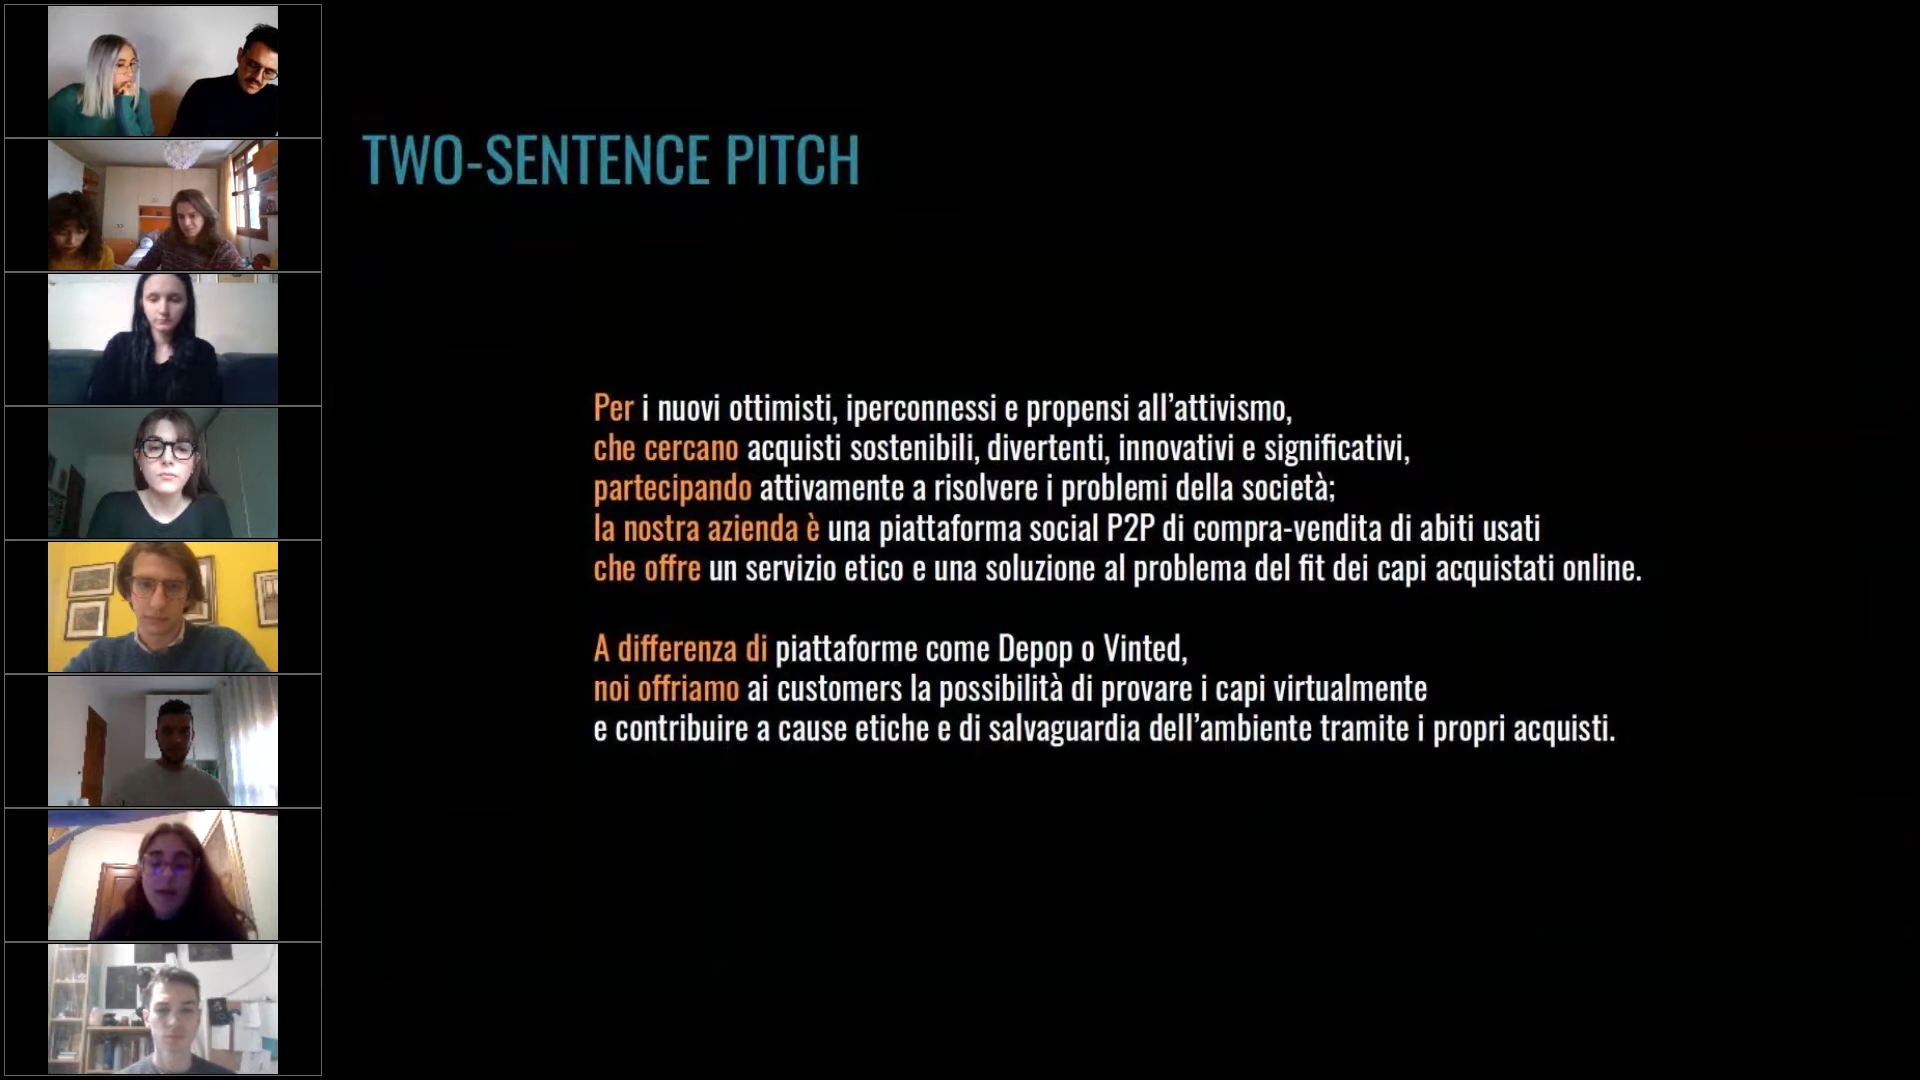 TWO-SENTENCE PITCH
Per i nuovi ottimisti, iperconnessi e propensi all’attivismo,
che cercano acquisti sostenibili, divertenti, innovativi e significativi,
partecipando attivamente a risolvere i problemi della società;
la nostra azienda è una piattaforma social P2P di compra-vendita di abiti usati
che offre un servizio etico e una soluzione al problema del fit dei capi acquistati online.
A differenza di piattaforme come Depop o Vinted,
noi offriamo ai customers la possibilità di provare i capi virtualmente
e contribuire a cause etiche e di salvaguardia dell’ambiente tramite i propri acquisti.